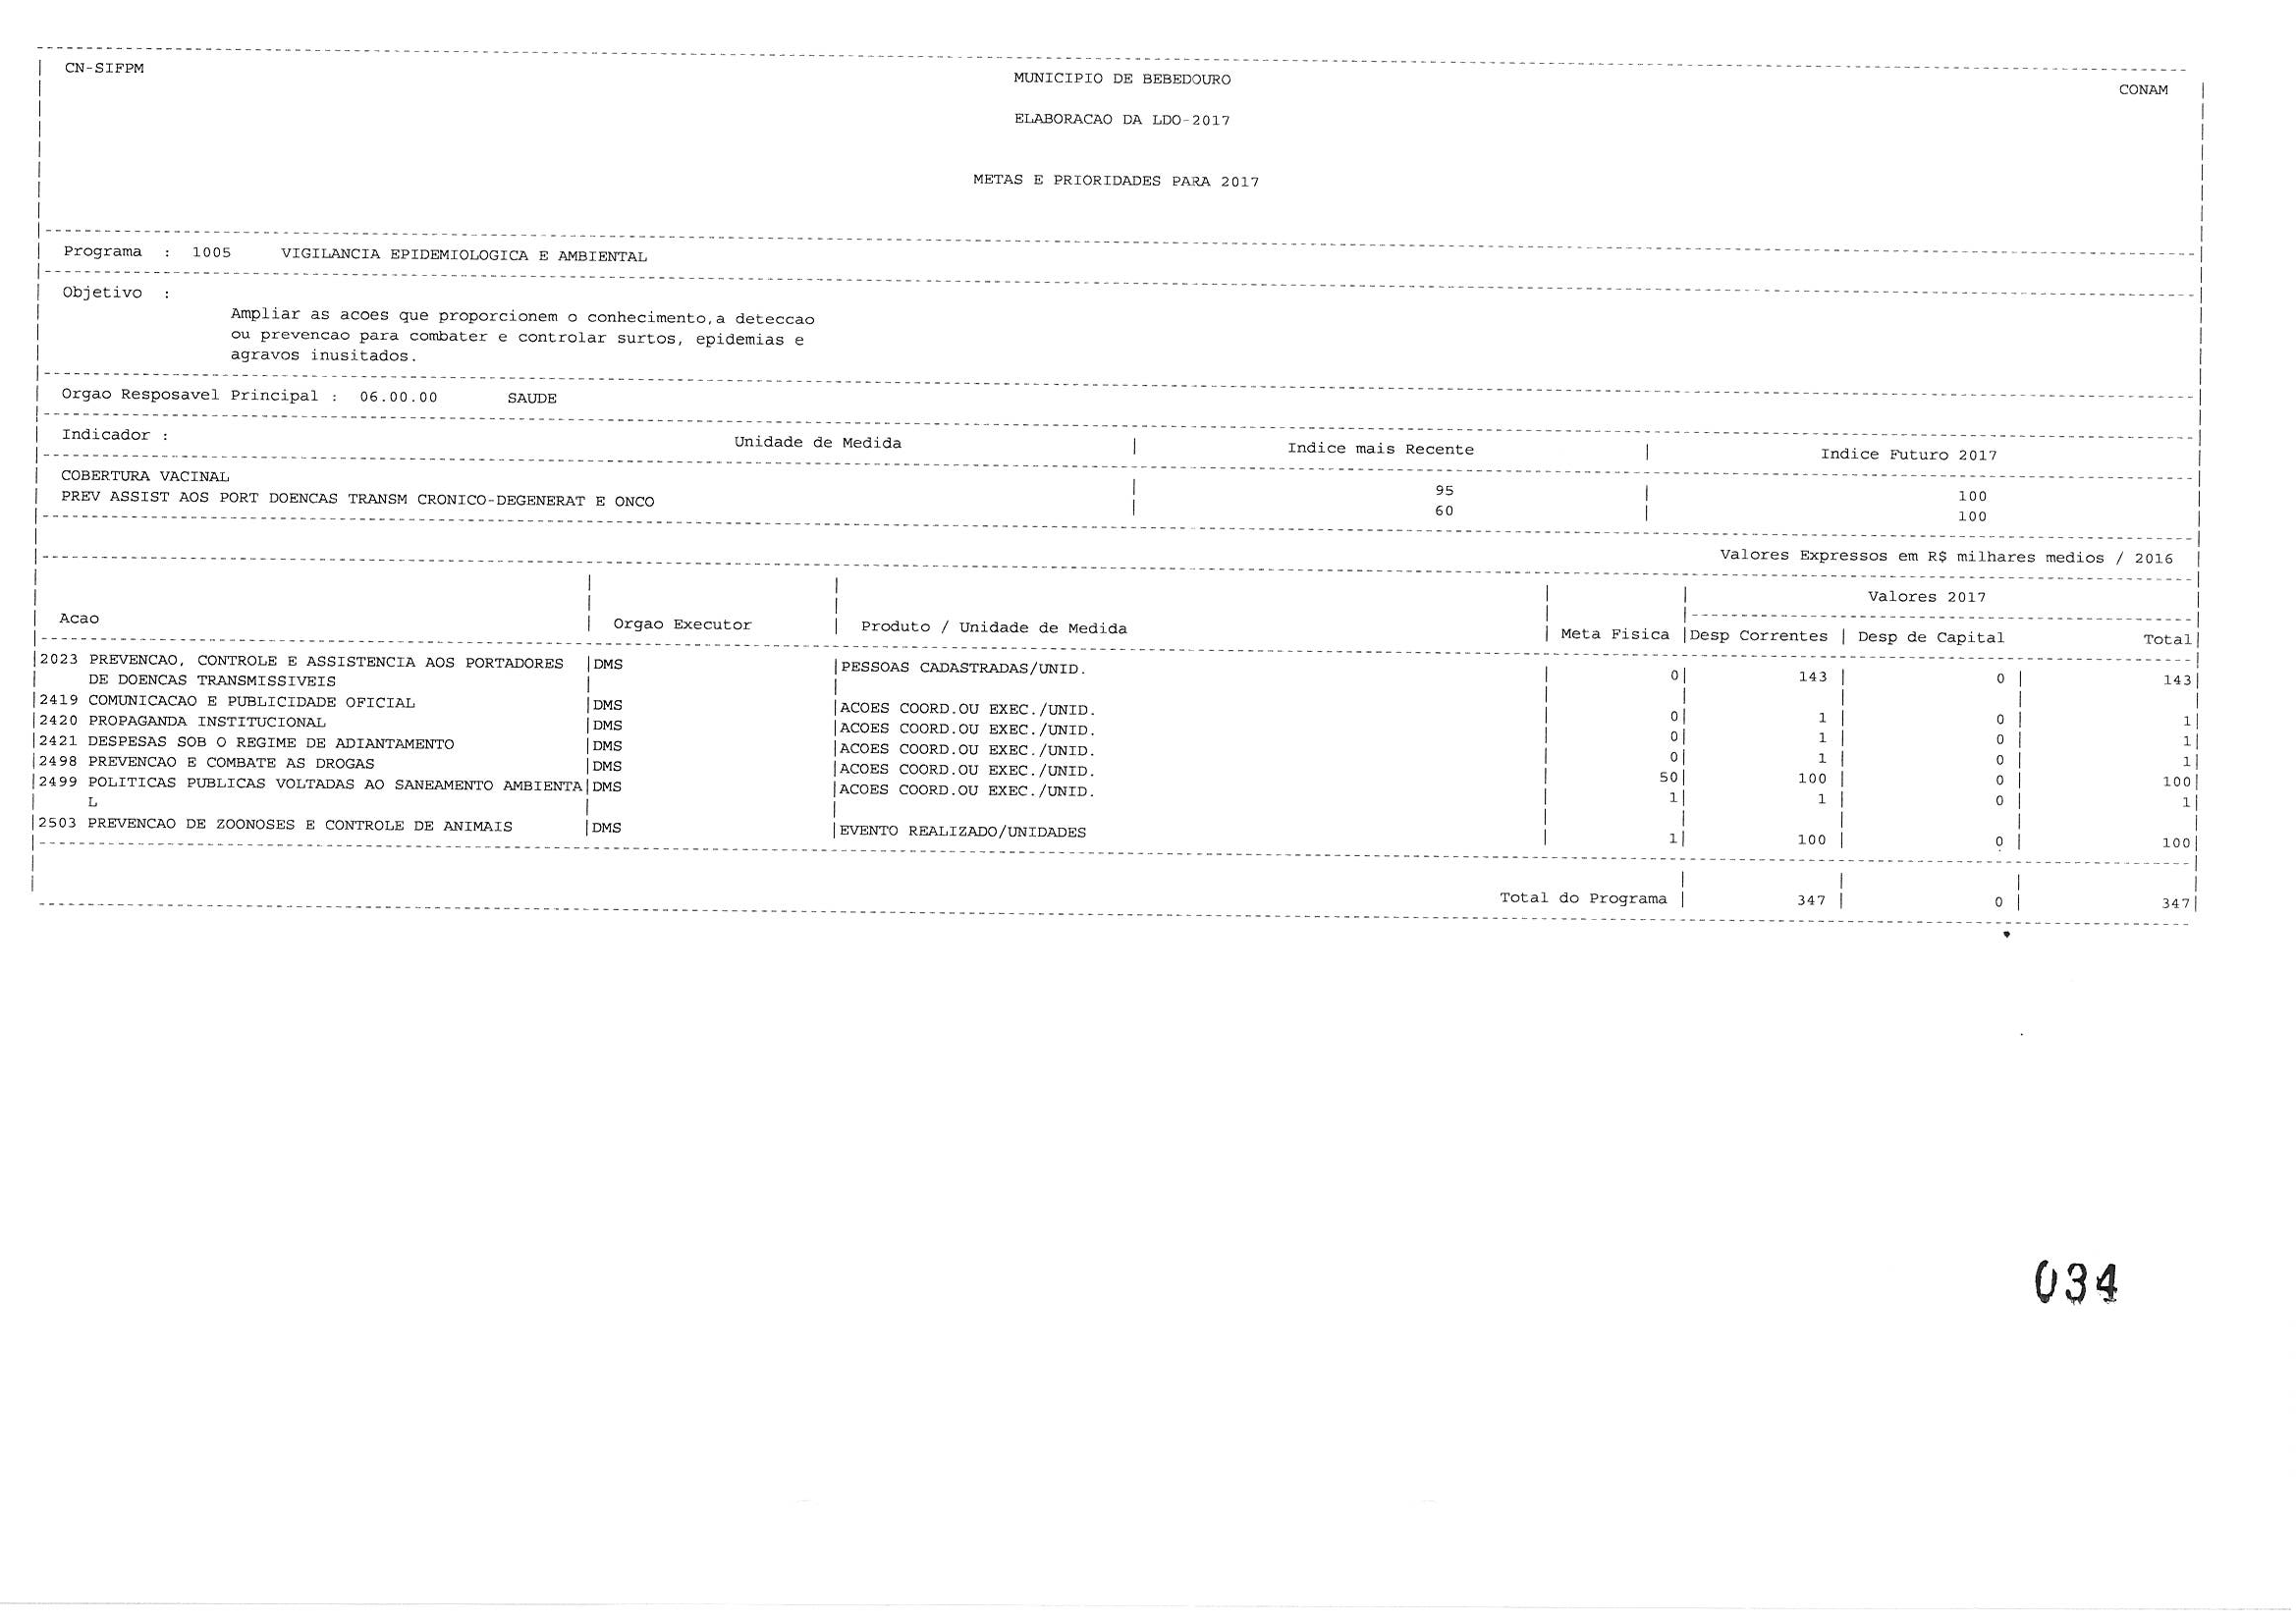 CN-SIFPM MUNICIPIO DE BEBEDOURO CONAM
ELABORACAO DA LDO-2017
METAS E PRIORIDADES PARA 2017
Programa : 1005 VIGILANCIA EPIDEMIOLOGICA E AMBIENTAL
Objetivo :
Ampliar as acoes que proporcionem o conhecimento,a deteccao
ou prevencao para combater e controlar surtos, epidemias e
agravos inusitados.
Orgao Resposavel Principal : 06.00.00 SAUDE
Indicador : Unidade de Medida | Indice mais Recente | Indice Futuro 2017
COBERTURA VACINAL | 95 | 100
PREV ASSIST AOS PORT DOENCAS TRANSM CRONICO-DEGENERAT E ONCO | 60 | 100
Valores Expressos em R$ milhares medios / 2016
Valores 2017
Acao | Orgao Executor | Produto / Unidade de Medida | Meta Fisica | Desp Correntes | Desp de Capital Total
2023 PREVENCAO, CONTROLE E ASSISTENCIA AOS PORTADORES | DMS | PESSOAS CADASTRADAS/UNID. | 0 | 143 | 0 | 143
DE DOENCAS TRANSMISSIVEIS
2419 COMUNICACAO E PUBLICIDADE OFICIAL | DMS | ACOES COORD.OU EXEC./UNID. | 0 | 1 | 0 | 1
2420 PROPAGANDA INSTITUCIONAL | DMS | ACOES COORD.OU EXEC./UNID. | 0 | 1 | 0 | 1
2421 DESPESAS SOB O REGIME DE ADIANTAMENTO | DMS | ACOES COORD.OU EXEC./UNID. | 0 | 1 | 0 | 1
2498 PREVENCAO E COMBATE AS DROGAS | DMS | ACOES COORD.OU EXEC./UNID. | 50 | 100 | 0 | 100
2499 POLITICAS PUBLICAS VOLTADAS AO SANEAMENTO AMBIENTA | DMS | ACOES COORD.OU EXEC./UNID. | 1 | 1 | 0 | 1
L
2503 PREVENCAO DE ZOONOSES E CONTROLE DE ANIMAIS | DMS | EVENTO REALIZADO/UNIDADES | 1 | 100 | 0 | 100
Total do Programa | 347 | 0 | 347
034